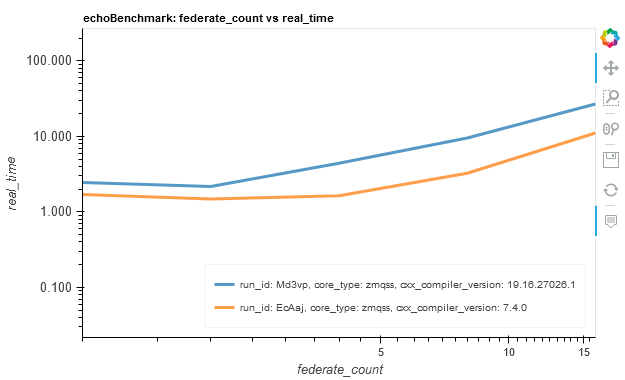 echoBenchmark: federate_count vs real_time
100.000
10.000
1.000
0.100
real_time
run_id: Md3vp, core_type: zmqss, cxx_compiler_version: 19.16.27026.1
run_id: EcAaj, core_type: zmqss, cxx_compiler_version: 7.4.0
5
10
15
federate_count